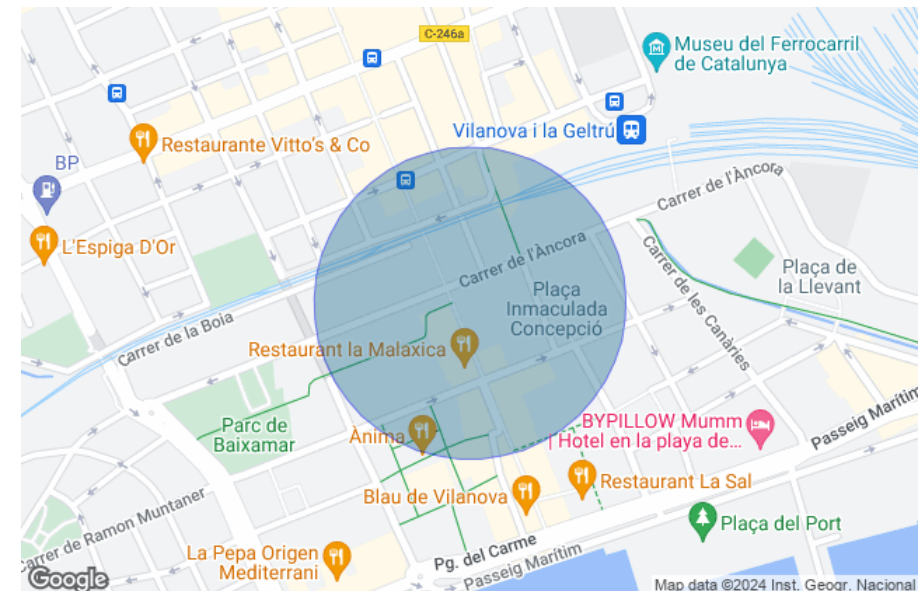 C-246a
Museu del Ferrocarril
de Catalunya
Vilanova i la Geltrú
Restaurante Vitto's & Co
BP
L'Espiga D'Or
Carrer de l'Àncora
Carrer de l'Àncora
Plaça de
la Llevant
Plaça
Inmaculada
Concepció
Carrer de les Canàries
Carrer de la Boia
Restaurant la Malaxica
Parc de
Baixamar
Ànima
BYPILLOW Mumm
| Hotel en la playa de...
Passeig Marítim
Restaurant La Sal
Blau de Vilanova
Plaça del Port
Carrer de Ramon Muntaner
La Pepa Origen
Mediterrani
Pg. del Carme
Passeig Marítim
Google
Map data ©2024 Inst. Geogr. Nacional